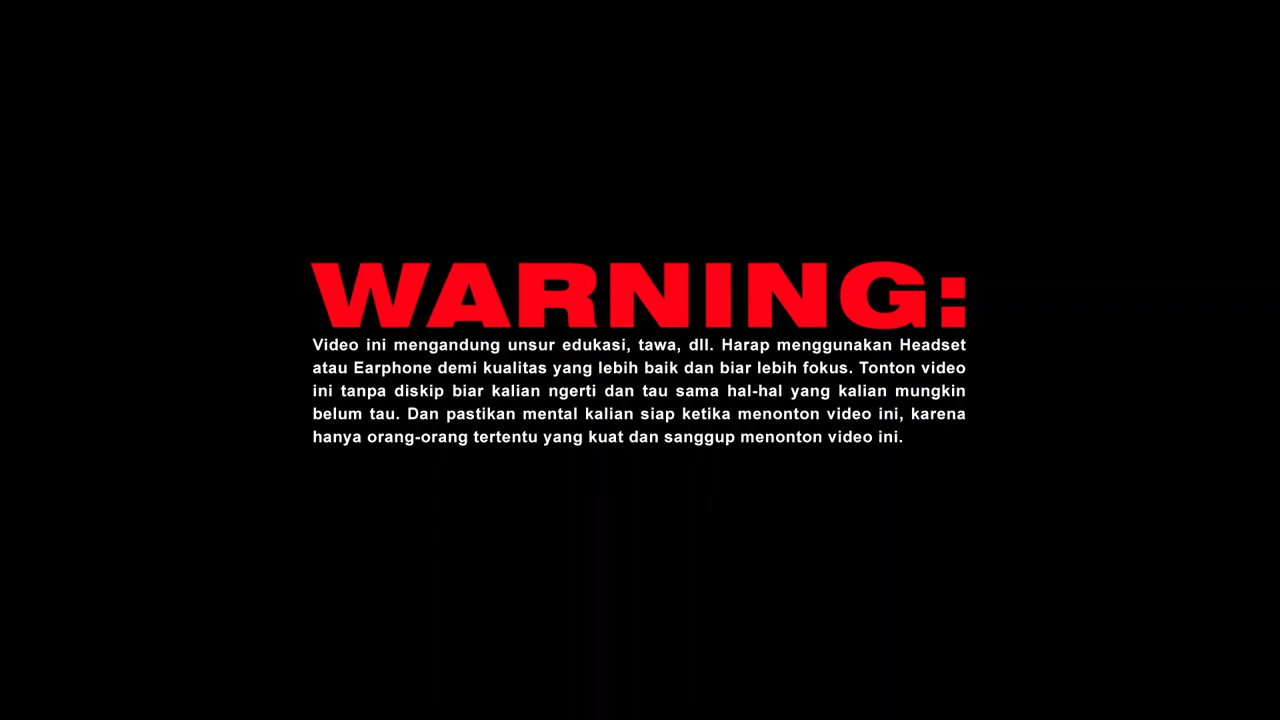 WARNING:
Video ini mengandung unsur edukasi, tawa, dll. Harap menggunakan Headset
atau Earphone demi kualitas yang lebih baik dan biar lebih fokus. Tonton video
ini tanpa diskip biar kalian ngerti dan tau sama hal-hal yang kalian mungkin
belum tau. Dan pastikan mental kalian siap ketika menonton video ini, karena
hanya orang-orang tertentu yang kuat dan sanggup menonton video ini.